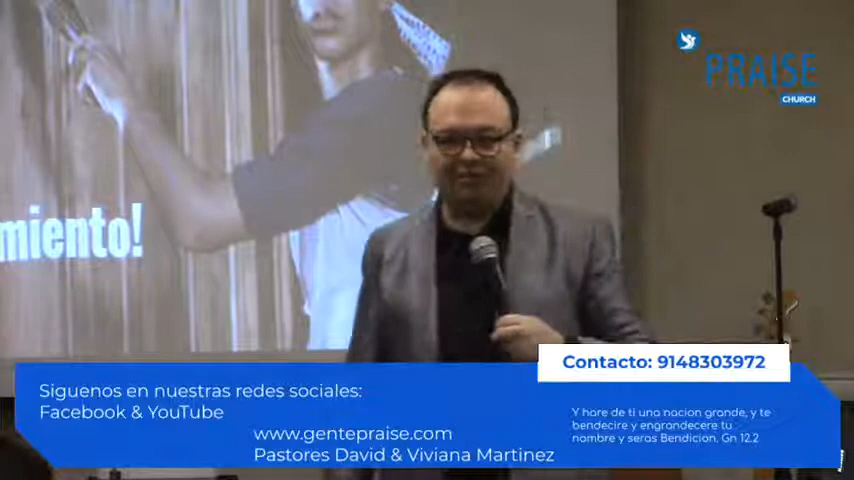 PRAISE
CHURCH
miento!
Contacto: 9148303972
Siguenos en nuestras redes sociales:
Facebook & YouTube
www.gentepraise.com
Pastores David & Viviana Martinez
Y hare de ti una nacion grande, y te
bendecire y engrandecere tu
nombre y seras Bendicion. Gn 12.2